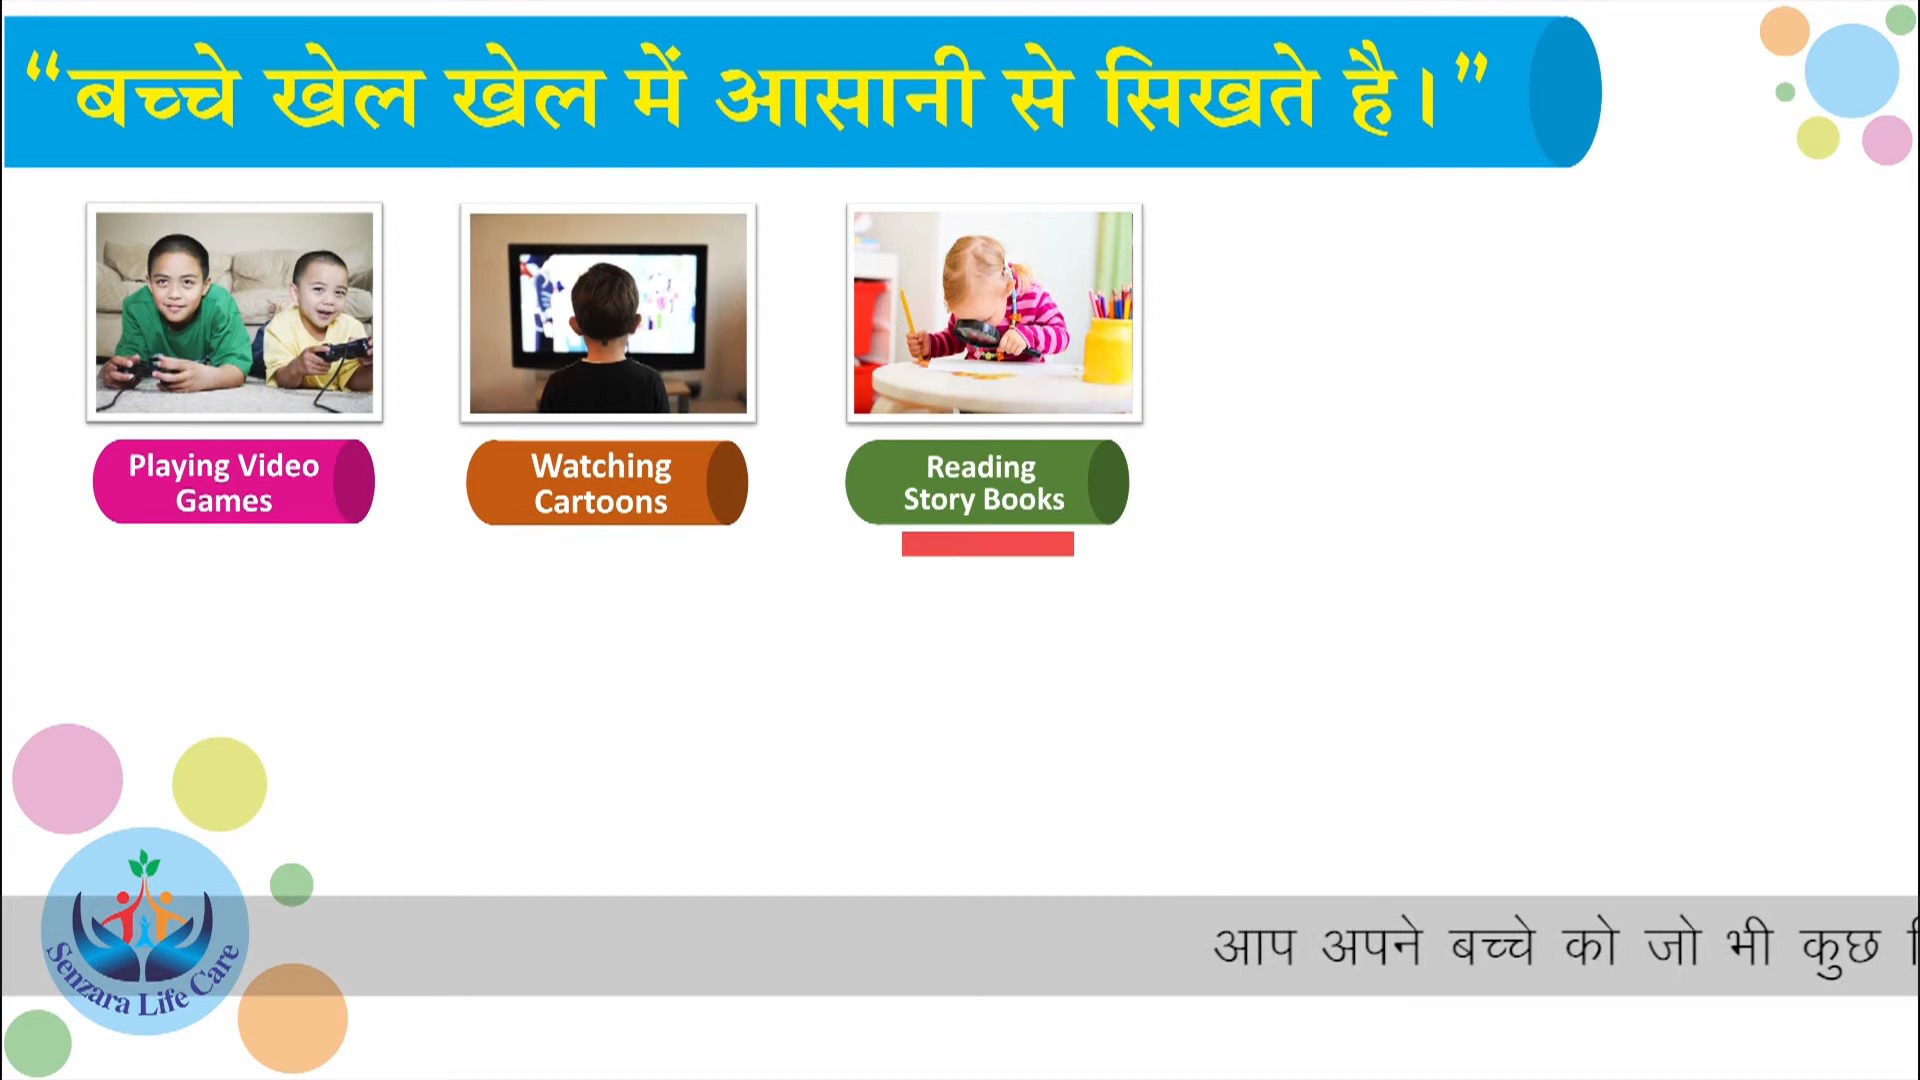 “बच्चे खेल खेल में आसानी से सिखते है।”
Playing Video
Games
Watching
Cartoons
Reading
Story Books
आप अपने बच्चे को जो भी कुछ
Senzara Life Care